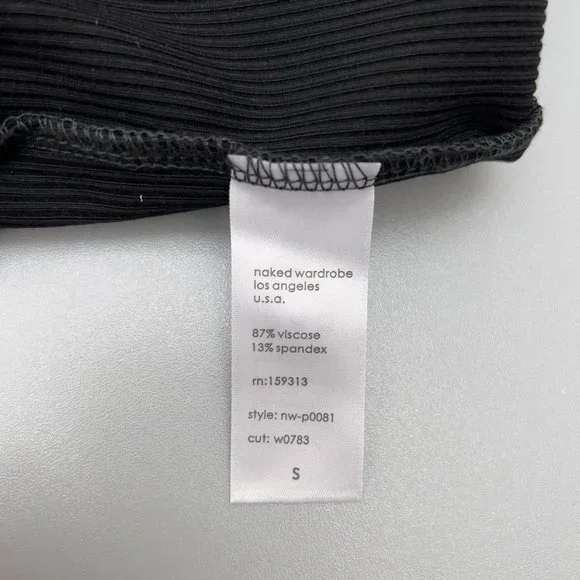 naked wardrobe
los angeles
u.s.a.
87% viscose
13% spandex
rn:159313
style: nw-p0081
cut: w0783
S